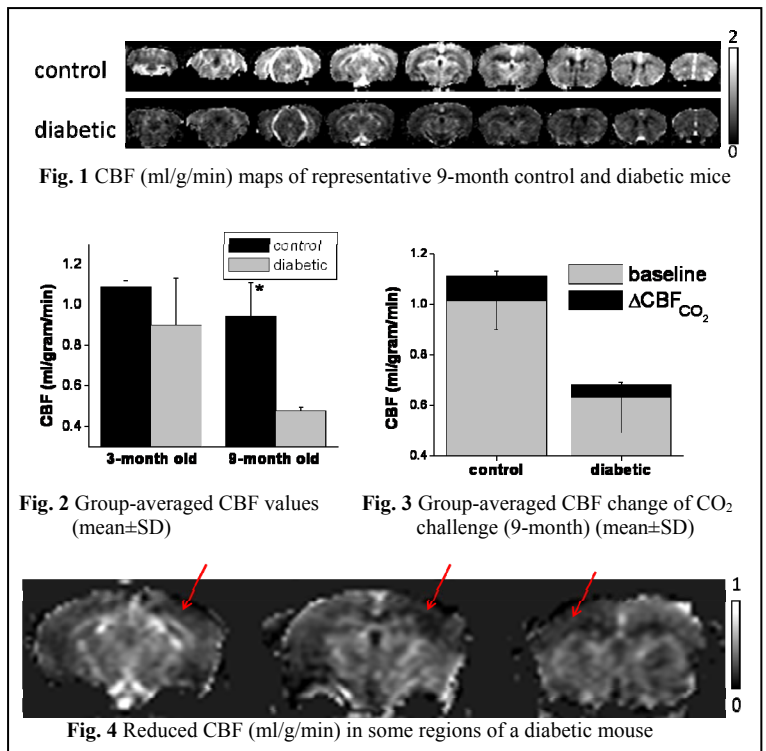 control
2
diabetic
0
Fig. 1 CBF (ml/g/min) maps of representative 9-month control and diabetic mice
control
diabetic
1.2
1.0
0.8
0.6
0.4
CBF (ml/gram/min)
*
3-month old 9-month old
Fig. 2 Group-averaged CBF values
(mean±SD)
1.2
1.0
0.8
0.6
0.4
CBF (ml/gram/min)
baseline
ΔCBF CO₂
control diabetic
Fig. 3 Group-averaged CBF change of CO₂
challenge (9-month) (mean±SD)
1
0
Fig. 4 Reduced CBF (ml/g/min) in some regions of a diabetic mouse